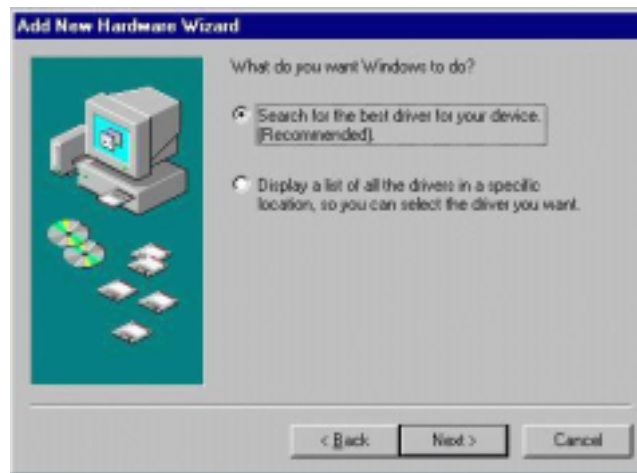 Add New Hardware Wizard
What do you want Windows to do?
Search for the best driver for your device.
(Recommended).
Display a list of all the drivers in a specific
location, so you can select the driver you want.
< Back
Next >
Cancel